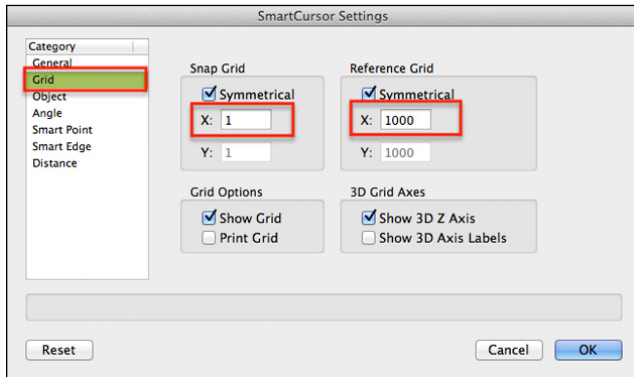 SmartCursor Settings
Category
General
Grid
Object
Angle
Smart Point
Smart Edge
Distance
Snap Grid
Symmetrical
X: 1
Y: 1
Reference Grid
Symmetrical
X: 1000
Y: 1000
Grid Options
Show Grid
Print Grid
3D Grid Axes
Show 3D Z Axis
Show 3D Axis Labels
Reset
Cancel
OK